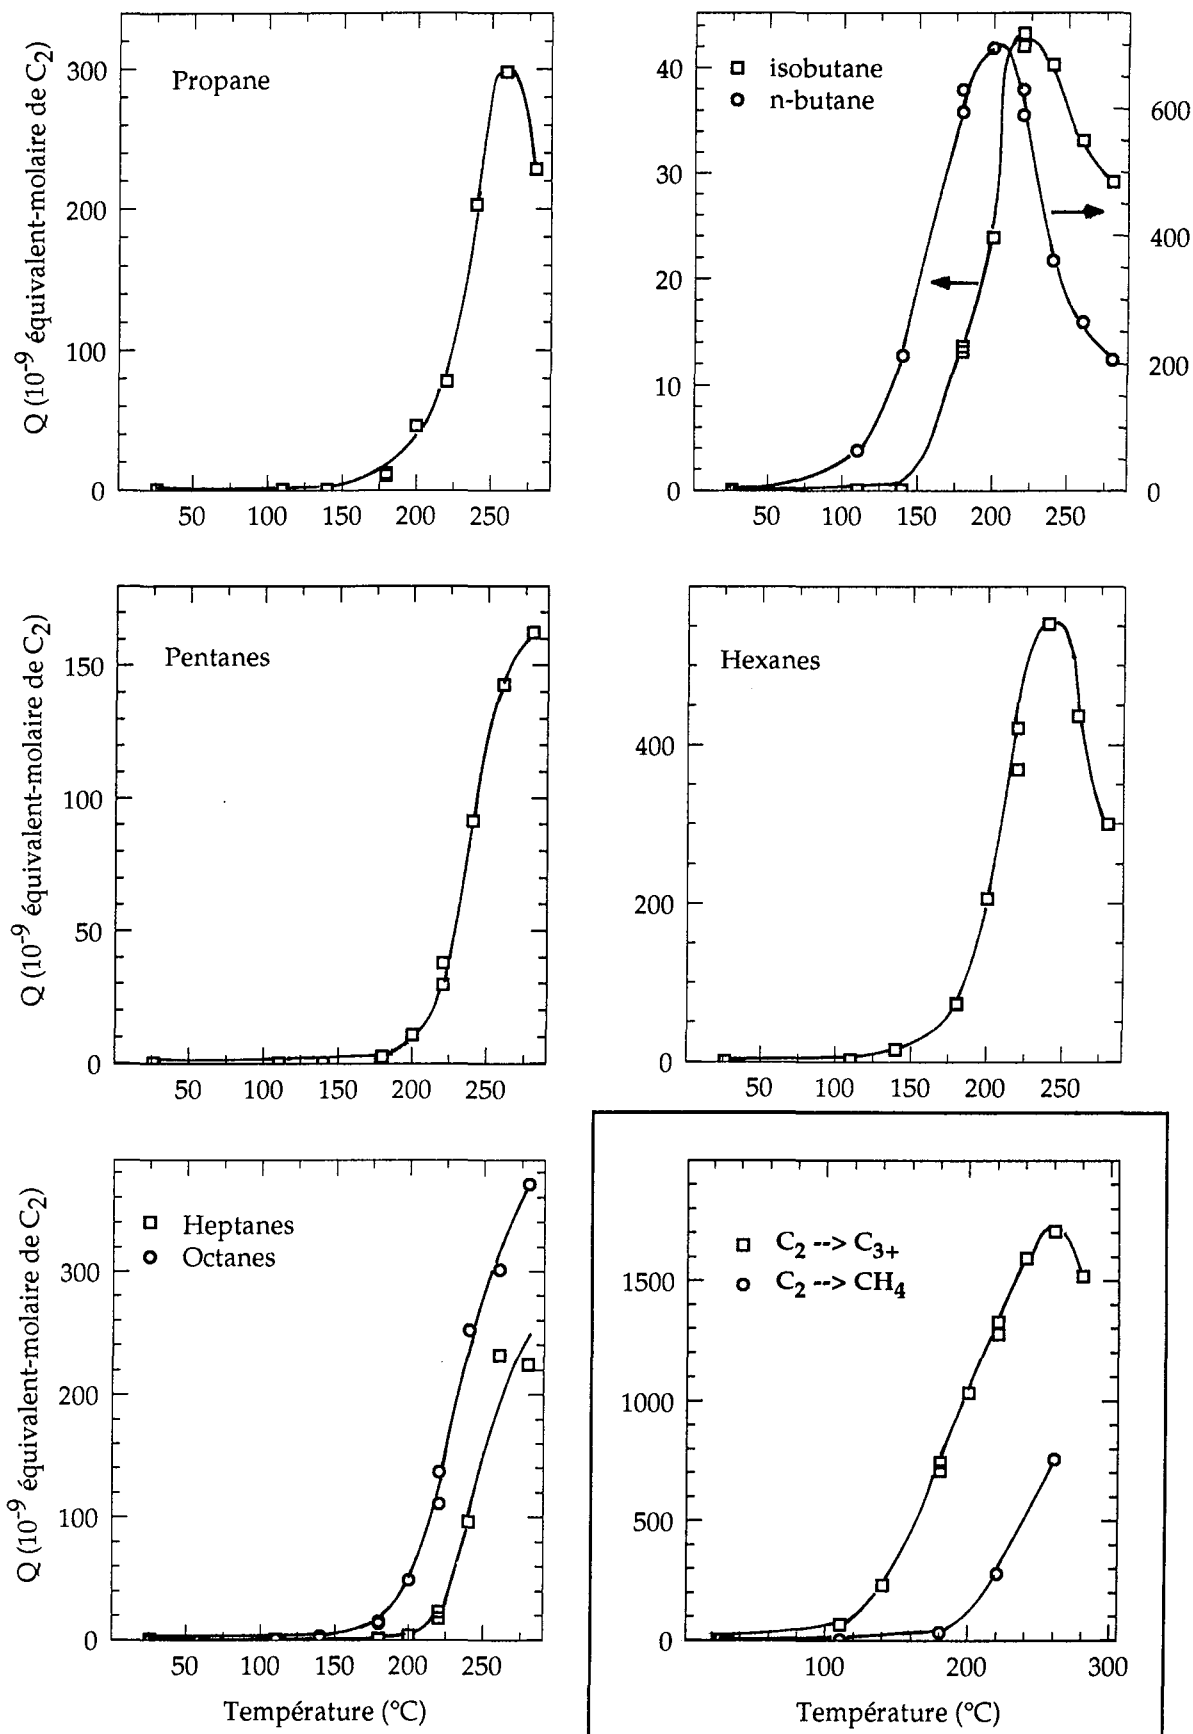 Q (10⁻⁹ équivalent-molaire de C₂)
300
200
100
0
Propane
50 100 150 200 250
isobutane
n-butane
40
30
20
10
0
600
400
200
0
50 100 150 200 250
Q (10⁻⁹ équivalent-molaire de C₂)
150
100
50
0
Pentanes
50 100 150 200 250
Hexanes
400
200
0
50 100 150 200 250
Q (10⁻⁹ équivalent-molaire de C₂)
300
200
100
0
Heptanes
Octanes
50 100 150 200 250
Température (°C)
C₂ --> C₃₊
C₂ --> CH₄
1500
1000
500
0
100 200 300
Température (°C)